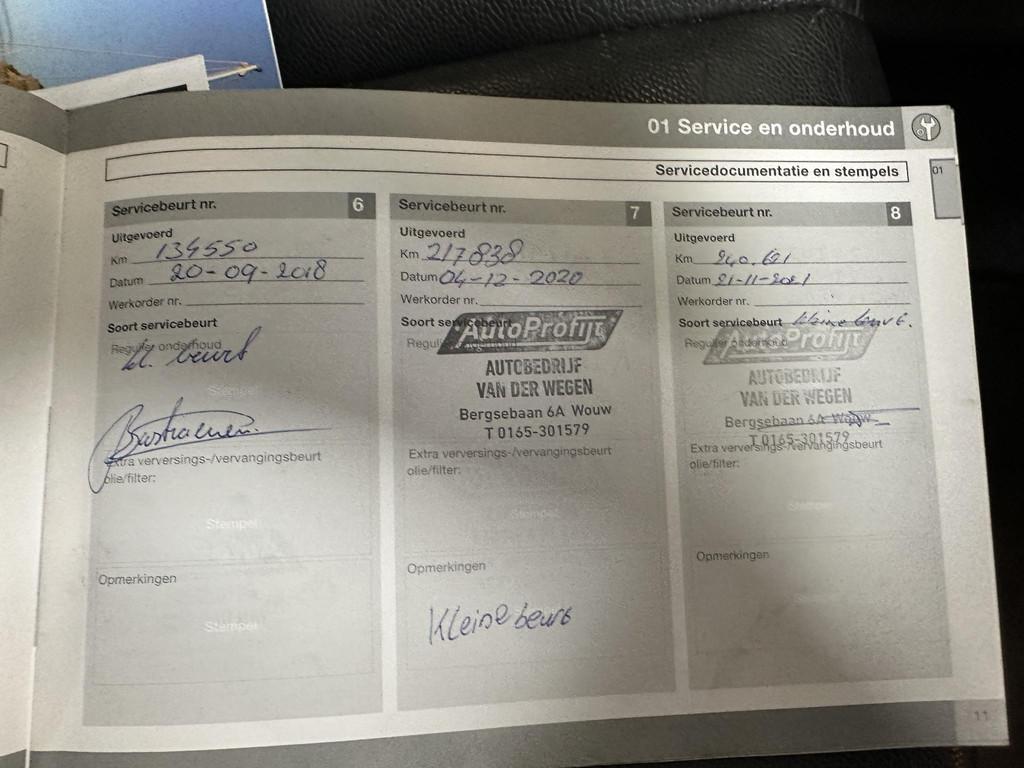 01 Service en onderhoud
Servicedocumentatie en stempels
01
Servicebeurt nr. 6
Uitgevoerd
Km 134550
Datum 20-09-2018
Werkorder nr.
Soort servicebeurt
Regulier onderhoud
kl. beurt
Stempel
Extra verversings-/vervangingsbeurt
olie/filter:
Stempel
Opmerkingen
Stempel
Servicebeurt nr. 7
Uitgevoerd
Km 217838
Datum 04-12-2020
Werkorder nr.
Soort servicebeurt
AutoProfijt
AUTOBEDRIJF
VAN DER WEGEN
Bergsebaan 6A Wouw
T 0165-301579
Extra verversings-/vervangingsbeurt
olie/filter:
Stempel
Opmerkingen
Kleine beurt
Servicebeurt nr. 8
Uitgevoerd
Km 240.621
Datum 21-11-2021
Werkorder nr.
Soort servicebeurt kleine beurt.
Regulier onderhoud
AutoProfijt
AUTOBEDRIJF
VAN DER WEGEN
Bergsebaan 6A Wouw
T 0165-301579
Extra verversings-/vervangingsbeurt
olie/filter:
Opmerkingen
11